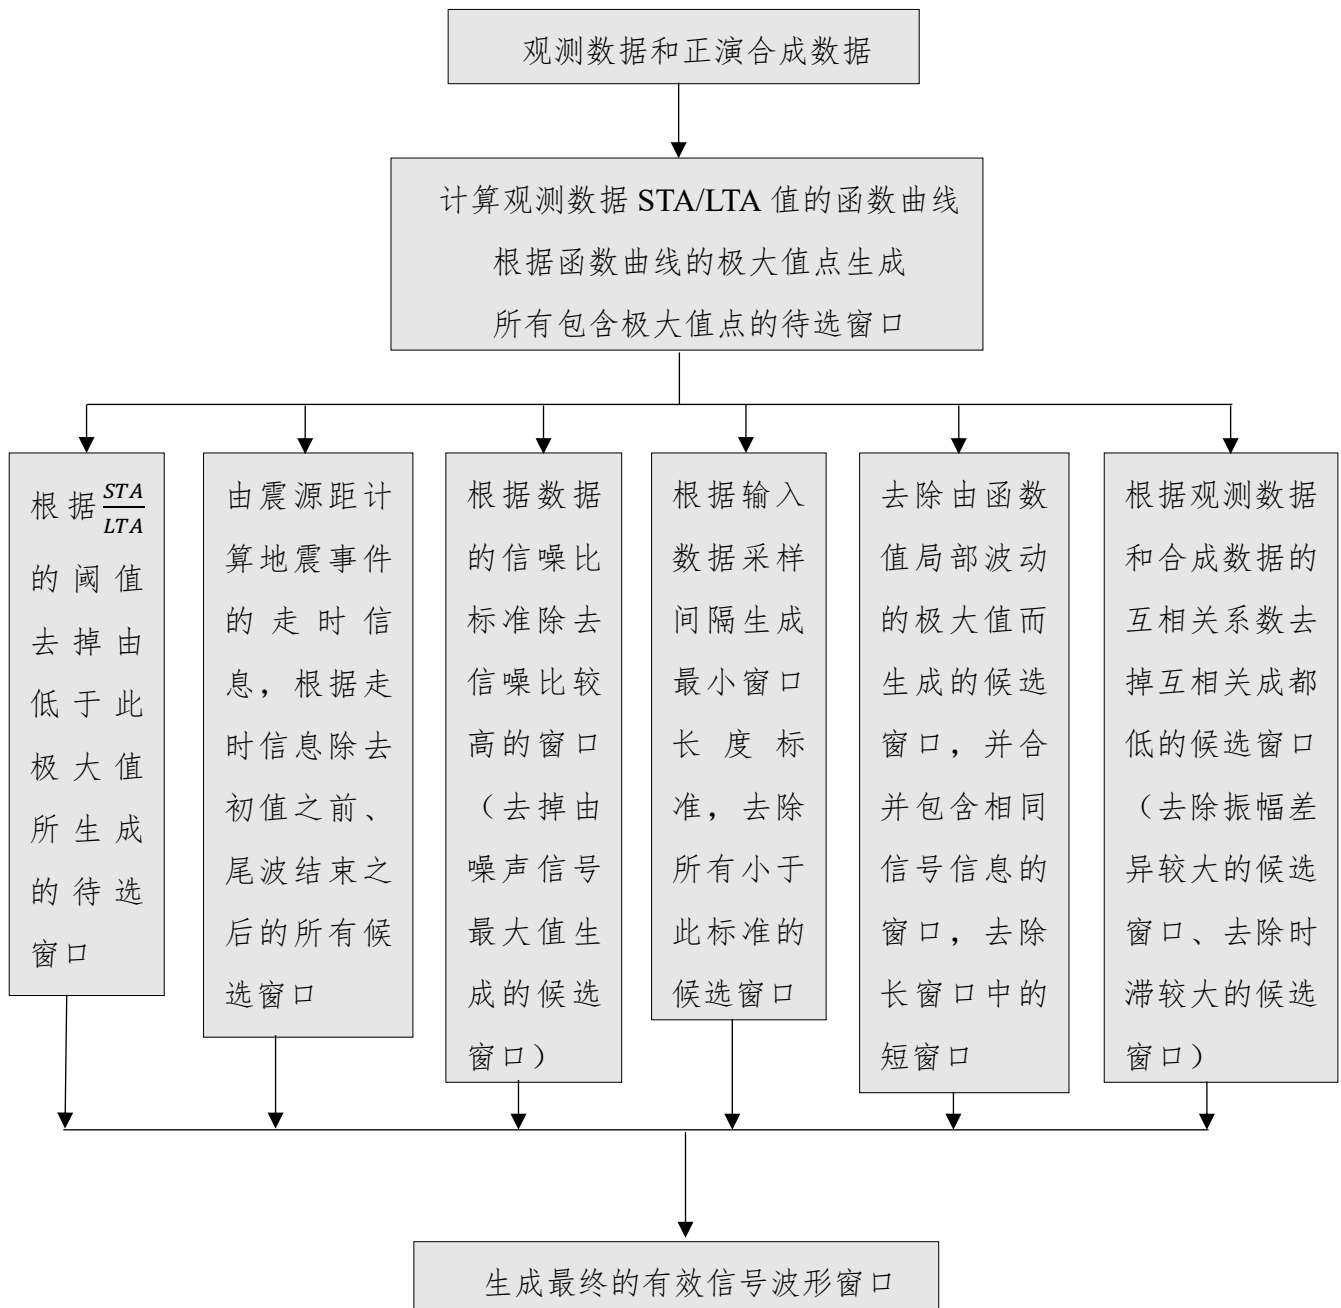 观测数据和正演合成数据
计算观测数据 STA/LTA 值的函数曲线
根据函数曲线的极大值点生成
所有包含极大值点的待选窗口
根据STA/LTA
的阈值
去掉由
低于此
极大值
所生成
的待选
窗口
由震源距计
算地震事件
的走时信
息，根据走
时信息除去
初值之前、
尾波结束之
后的所有候
选窗口
根据数据
的信噪比
标准除去
信噪比较
高的窗口
（去掉由
噪声信号
最大值生
成的候选
窗口）
根据输入
数据采样
间隔生成
最小窗口
长度标
准，去除
所有小于
此标准的
候选窗口
去除由函数
值局部波动
的极大值而
生成的候选
窗口，并合
并包含相同
信号信息的
窗口，去除
长窗口中的
短窗口
根据观测数据
和合成数据的
互相关系数去
掉互相关成都
低的候选窗口
（去除振幅差
异较大的候选
窗口、去除时
滞较大的候选
窗口）
生成最终的有效信号波形窗口